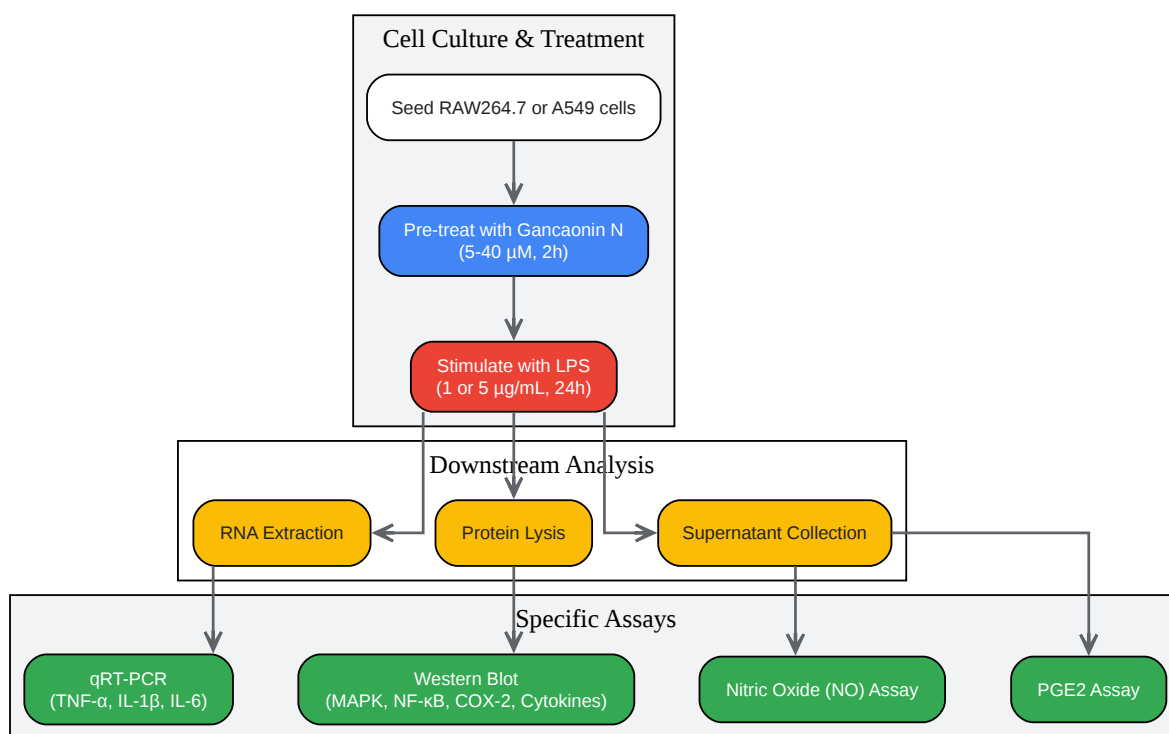 Cell Culture & Treatment
Seed RAW264.7 or A549 cells
Pre-treat with Gancaonin N
(5-40 µM, 2h)
Stimulate with LPS
(1 or 5 µg/mL, 24h)
Downstream Analysis
RNA Extraction
Protein Lysis
Supernatant Collection
Specific Assays
qRT-PCR
(TNF-α, IL-1β, IL-6)
Western Blot
(MAPK, NF-κB, COX-2, Cytokines)
Nitric Oxide (NO) Assay
PGE2 Assay